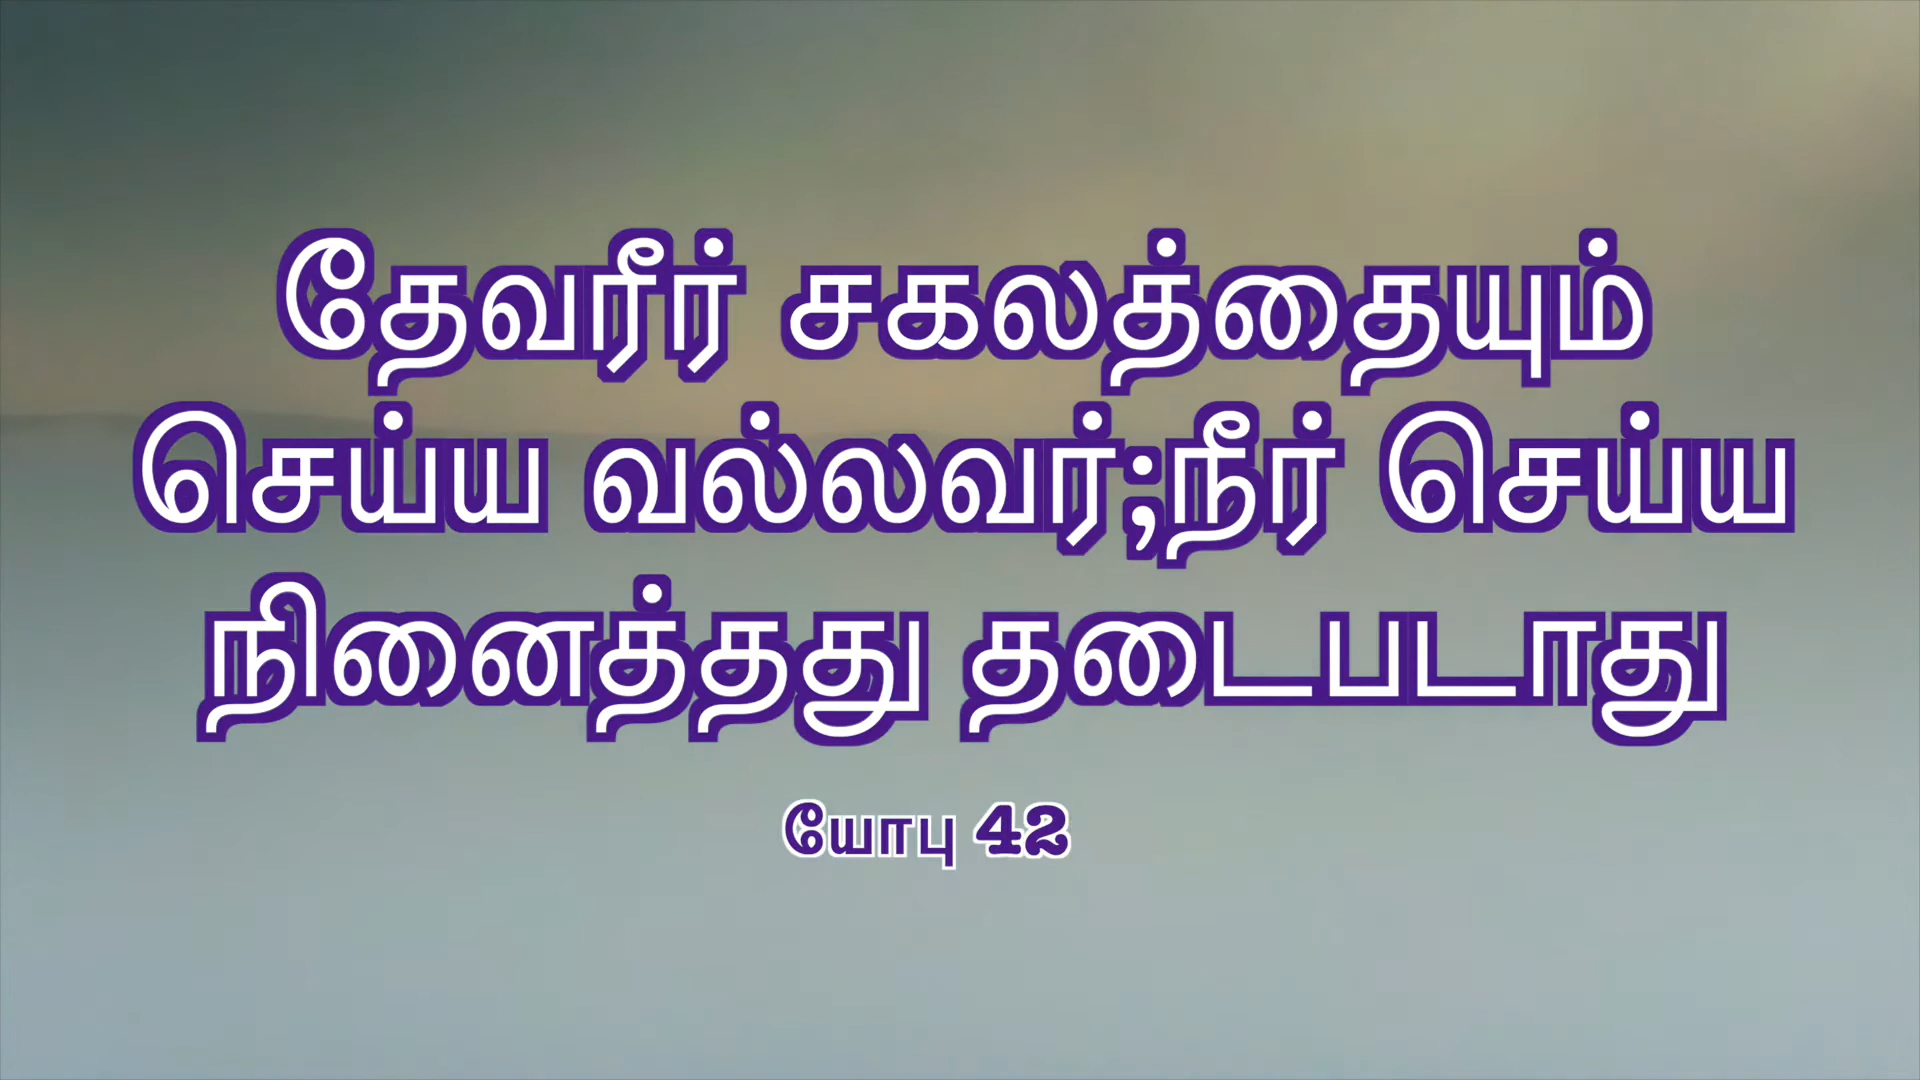 தேவரீர் சகலத்தையும்
செய்ய வல்லவர்;நீர் செய்ய
நினைத்தது தடைபடாது
யோபு 42